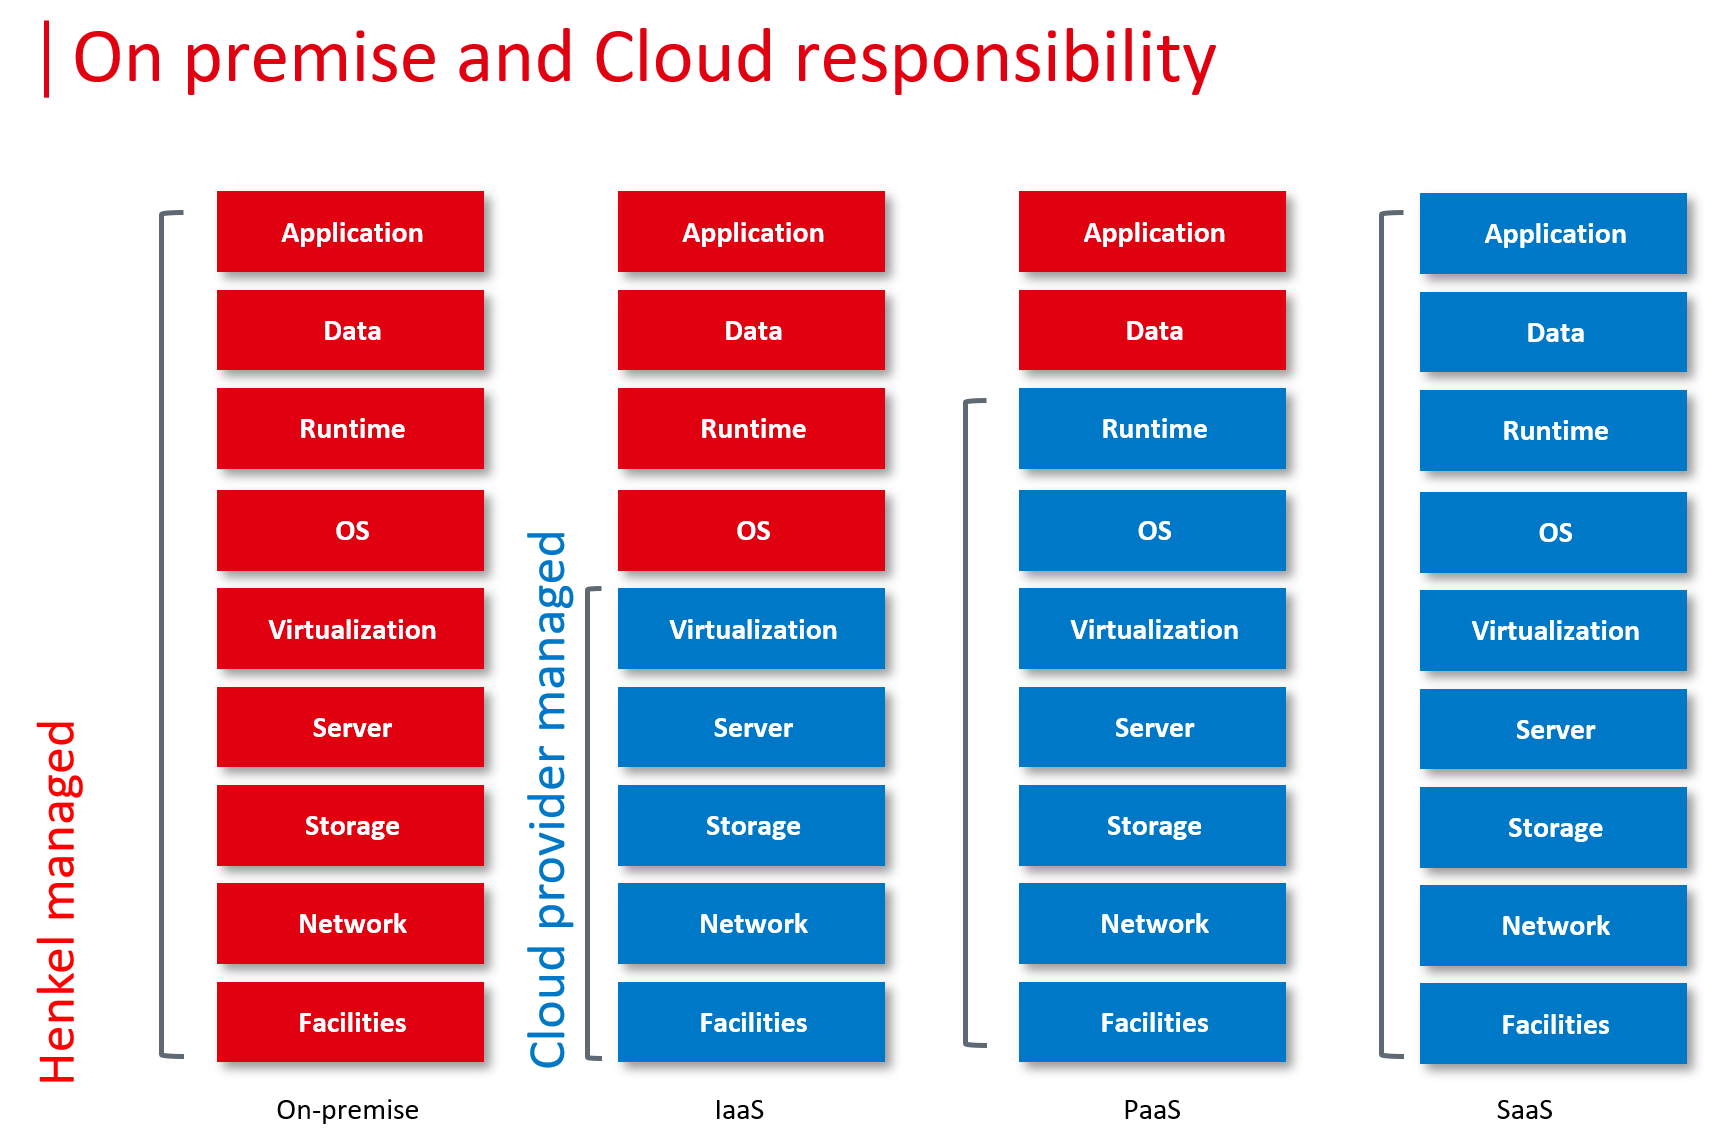 On premise and Cloud responsibility
Henkel managed
Application
Data
Runtime
OS
Virtualization
Server
Storage
Network
Facilities
On-premise
Cloud provider managed
Application
Data
Runtime
OS
Virtualization
Server
Storage
Network
Facilities
IaaS
Application
Data
Runtime
OS
Virtualization
Server
Storage
Network
Facilities
PaaS
Application
Data
Runtime
OS
Virtualization
Server
Storage
Network
Facilities
SaaS